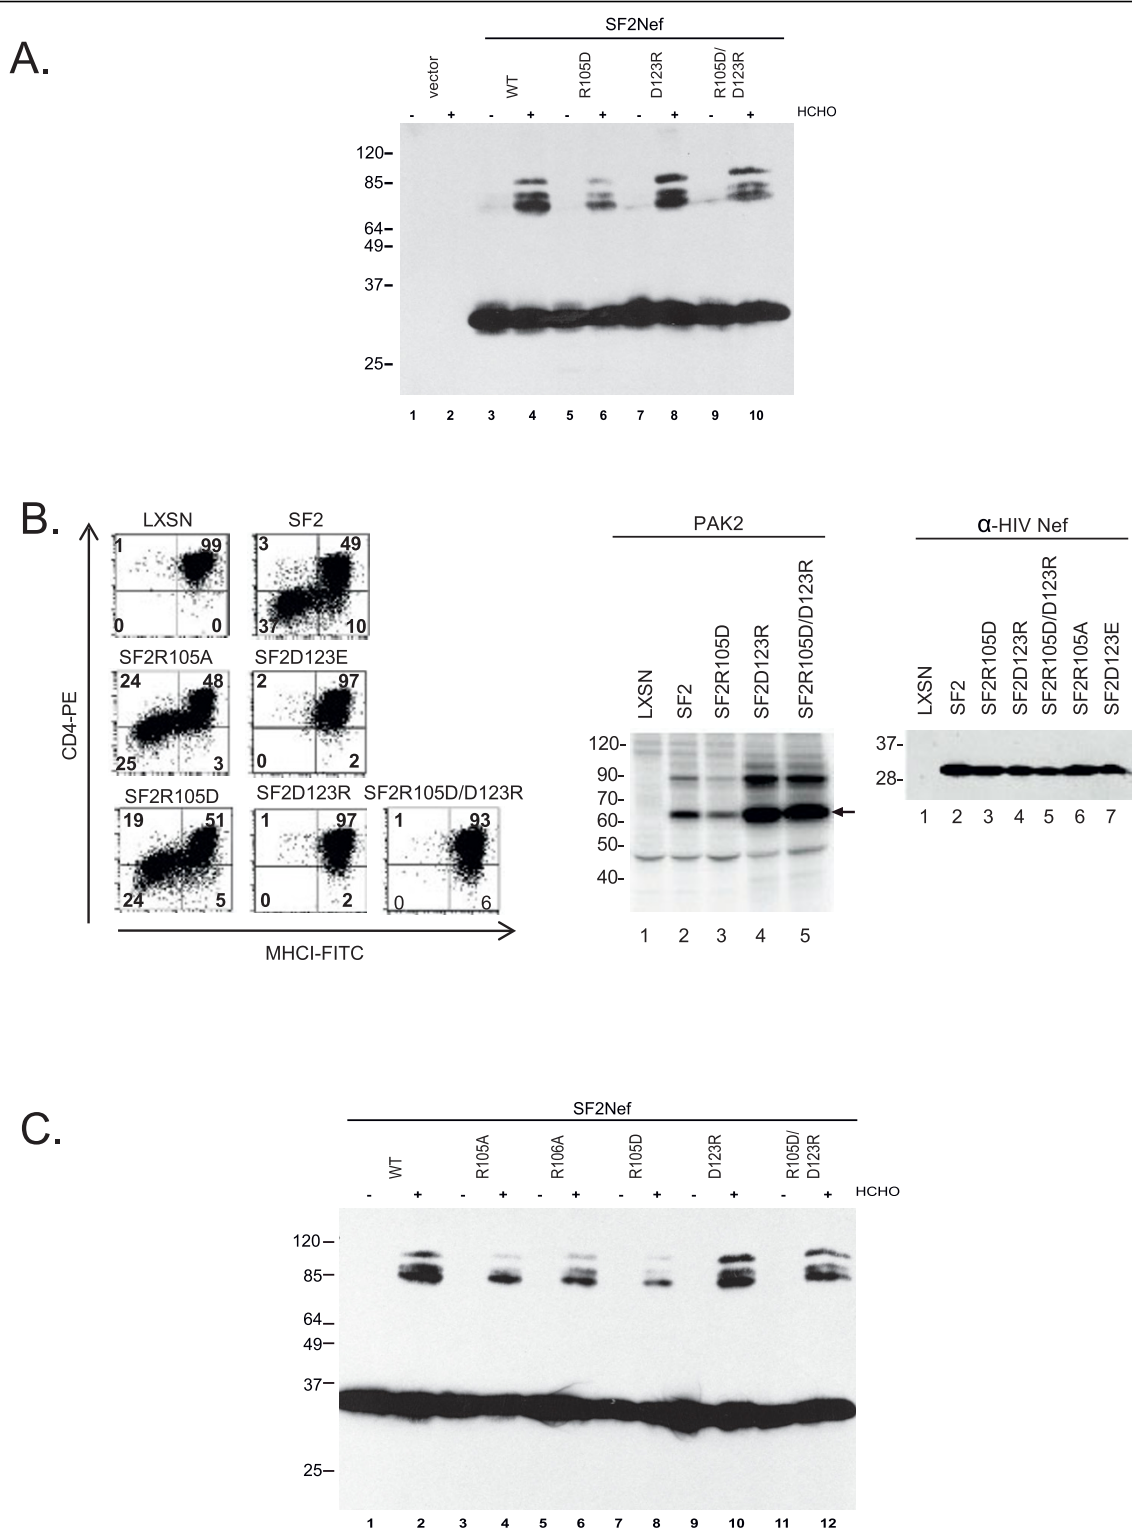 A.
SF2Nef
vector
WT
R105D
D123R
R105D/
D123R
- + - + - + - + - + HCHO
120-
85-
64-
49-
37-
25-
1 2 3 4 5 6 7 8 9 10
B.
LXSN SF2
1 99 3 49
0 0 37 10
SF2R105A SF2D123E
24 48 2 97
25 3 0 2
SF2R105D SF2D123R SF2R105D/D123R
19 51 1 97 1 93
24 5 0 2 0 6
CD4-PE
MHCI-FITC
PAK2
LXSN
SF2
SF2R105D
SF2D123R
SF2R105D/D123R
120-
90-
70-
60-
50-
40-
1 2 3 4 5
α-HIV Nef
LXSN
SF2
SF2R105D
SF2D123R
SF2R105D/D123R
SF2R105A
SF2D123E
37-
28-
1 2 3 4 5 6 7
C.
SF2Nef
WT
R105A
R106A
R105D
D123R
R105D/
D123R
- + - + - + - + - + - + HCHO
120-
85-
64-
49-
37-
25-
1 2 3 4 5 6 7 8 9 10 11 12